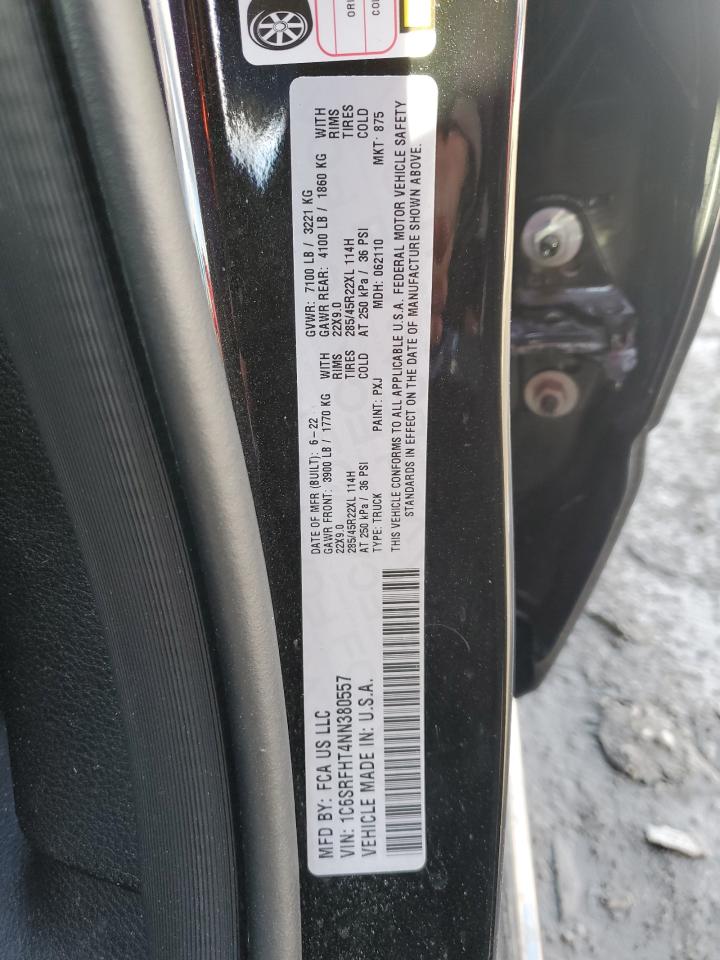 ORI
COL
MFD BY: FCA US LLC
VIN: 1C6SRFHT4NN380557
VEHICLE MADE IN: U.S.A.
DATE OF MFR (BUILT): 6-22 GVWR: 7100 LB / 3221 KG
GAWR FRONT: 3900 LB / 1770 KG WITH GAWR REAR: 4100 LB / 1860 KG WITH
22X9.0 RIMS 22X9.0 RIMS
285/45R22XL 114H TIRES 285/45R22XL 114H TIRES
AT 250 kPa / 36 PSI COLD AT 250 kPa / 36 PSI COLD
TYPE: TRUCK PAINT: PXJ MDH: 062110 MKT: 875
THIS VEHICLE CONFORMS TO ALL APPLICABLE U.S.A. FEDERAL MOTOR VEHICLE SAFETY
STANDARDS IN EFFECT ON THE DATE OF MANUFACTURE SHOWN ABOVE.